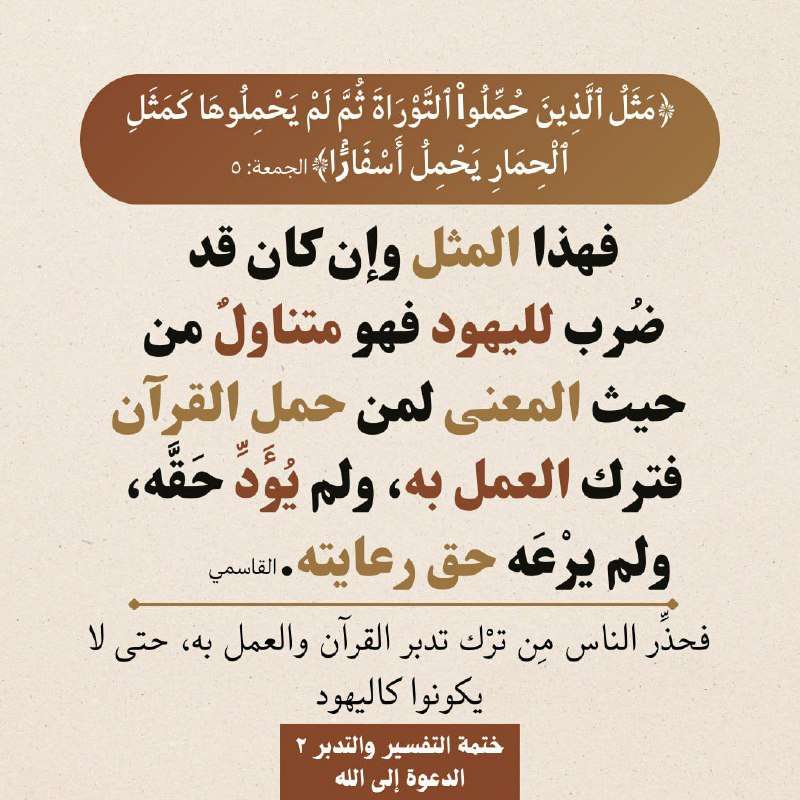 ﴿مَثَلُ ٱلَّذِينَ حُمِّلُوا۟ ٱلتَّوْرَاةَ ثُمَّ لَمْ يَحْمِلُوهَا كَمَثَلِ
ٱلْحِمَارِ يَحْمِلُ أَسْفَارًۢا﴾ الجمعة: ٥
فهذا المثل وإن كان قد
ضُرب لليهود فهو متناولٌ من
حيث المعنى لمن حمل القرآن
فترك العمل به، ولم يُؤَدِّ حَقَّه،
ولم يرْعَه حق رعايته. القاسمي
فحذِّر الناس مِن ترْك تدبر القرآن والعمل به، حتى لا
يكونوا كاليهود
ختمة التفسير والتدبر ٢
الدعوة إلى الله